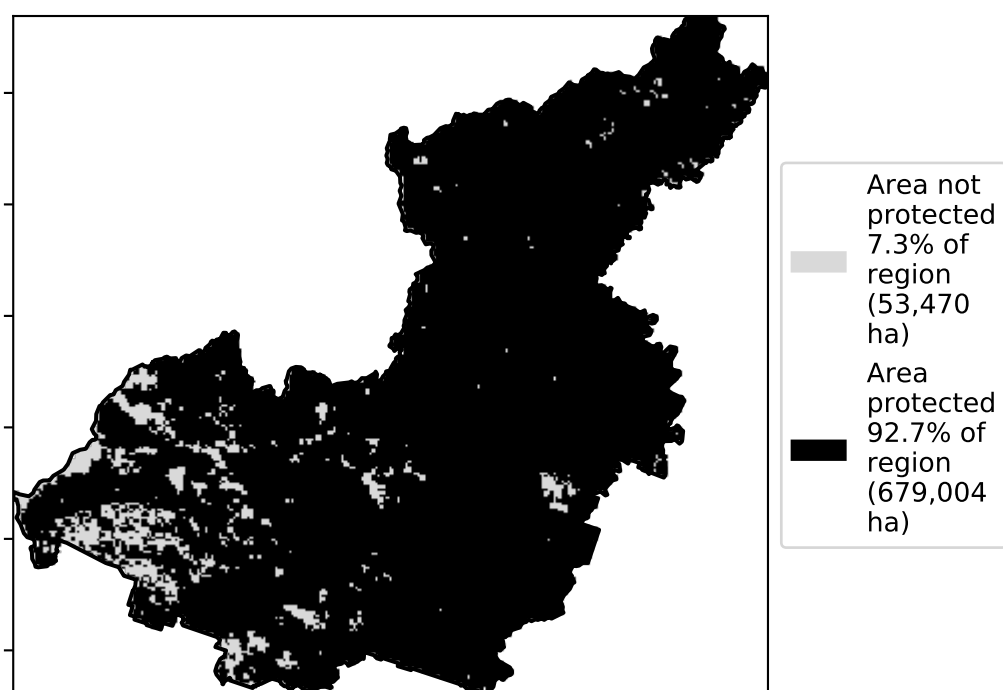 Area not
protected
7.3% of
region
(53,470
ha)
Area
protected
92.7% of
region
(679,004
ha)